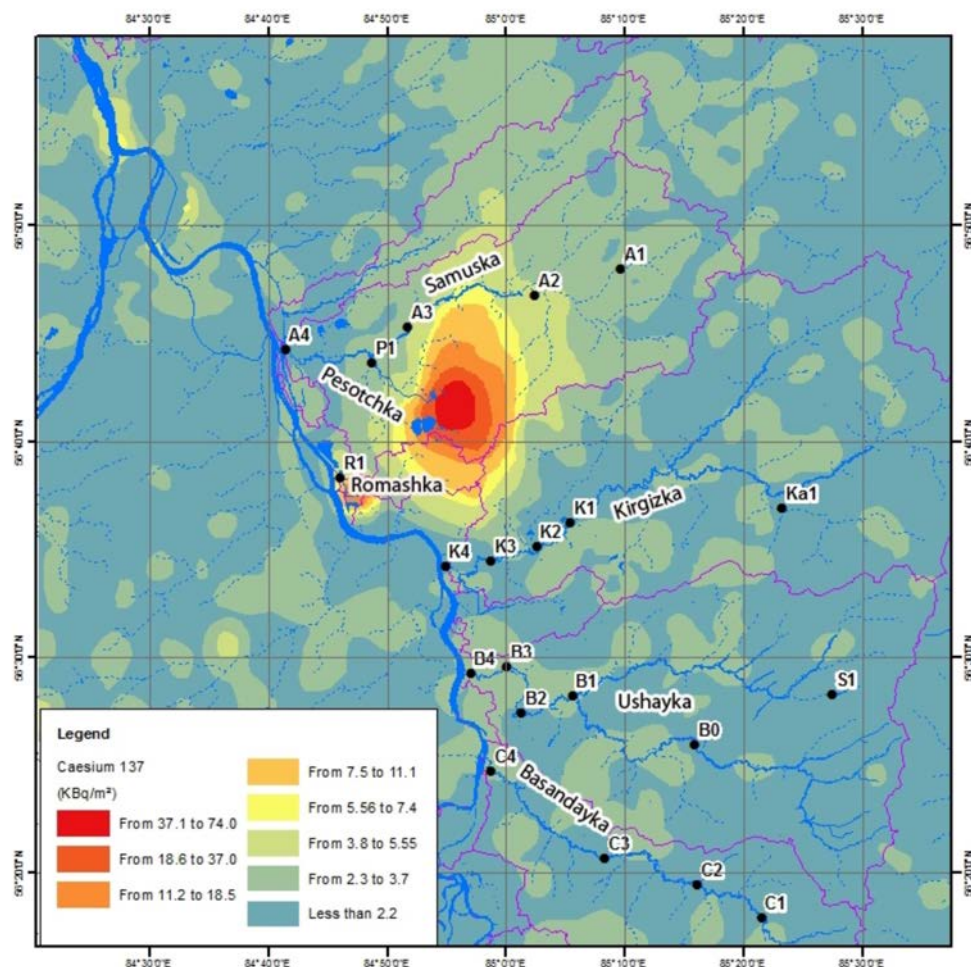 84°30'0"E 84°40'0"E 84°50'0"E 85°0'0"E 85°10'0"E 85°20'0"E 85°30'0"E
A1
A2
Samuska
A3
A4
P1
Pesotchka
R1
Romashka
Ka1
Kirgizka
K1
K2
K3
K4
B3
B4
S1
B1
Ushayka
B2
B0
C4
Basandayka
C3
C2
C1
Legend
Caesium 137
(KBq/m²)
From 37.1 to 74.0
From 18.6 to 37.0
From 11.2 to 18.5
From 7.5 to 11.1
From 5.56 to 7.4
From 3.8 to 5.55
From 2.3 to 3.7
Less than 2.2
84°30'0"E 84°40'0"E 84°50'0"E 85°0'0"E 85°10'0"E 85°20'0"E 85°30'0"E